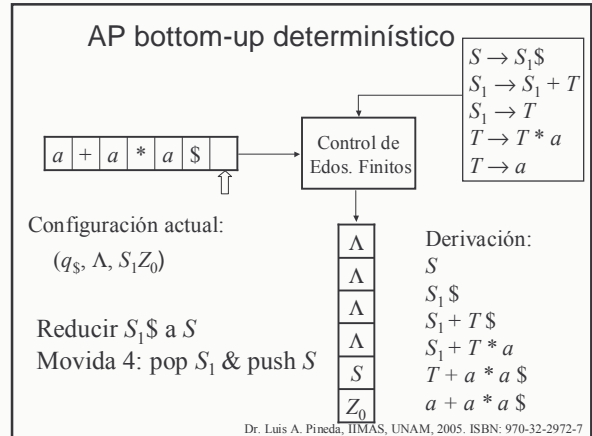 AP bottom-up determinístico
S → S₁$
S₁ → S₁ + T
S₁ → T
T → T * a
T → a
a + a * a $
Control de
Edos. Finitos
Configuración actual:
(q$, Λ, S₁Z₀)
Reducir S₁$ a S
Movida 4: pop S₁ & push S
Λ
Λ
Λ
Λ
S
Z₀
Derivación:
S
S₁ $
S₁ + T $
S₁ + T * a
T + a * a $
a + a * a $
Dr. Luis A. Pineda, IIMAS, UNAM, 2005. ISBN: 970-32-2972-7